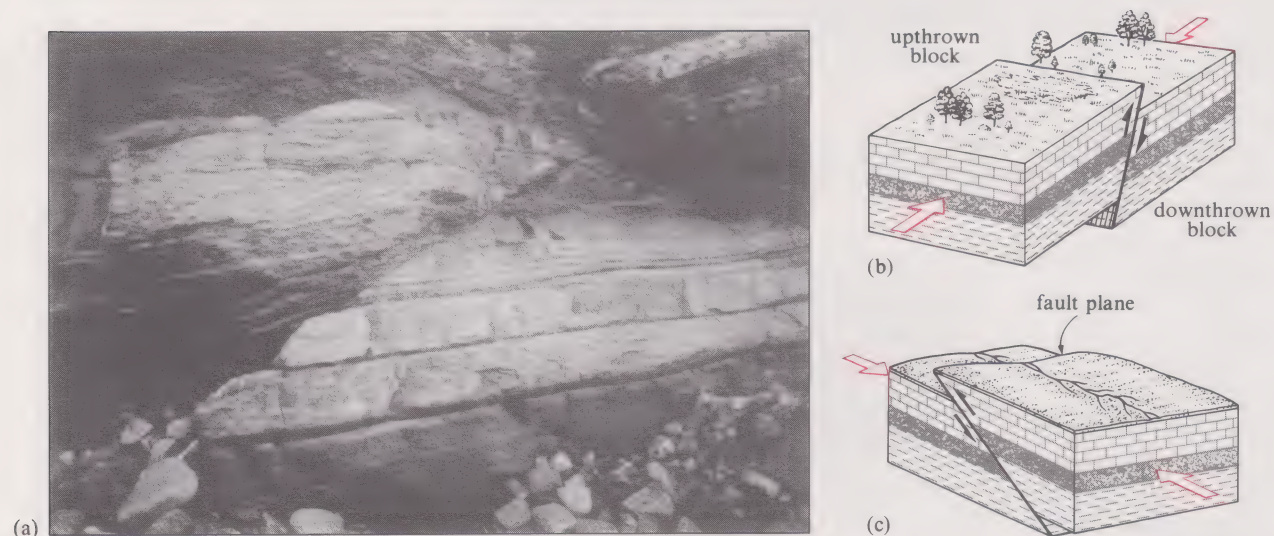 (a)
upthrown
block
downthrown
block
(b)
fault plane
(c)